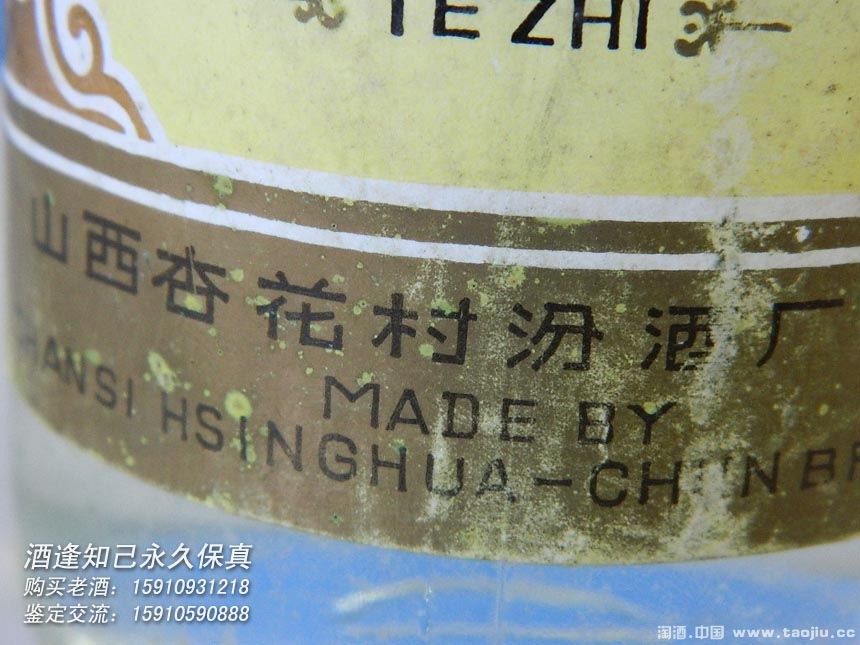 TE ZHI
山西杏花村汾酒厂
MADE BY
HANSI HSINGHUA-CHUNB
酒逢知己永久保真
购买老酒：15910931218
鉴定交流：15910590888
淘酒.中国 www.taojiu.cc